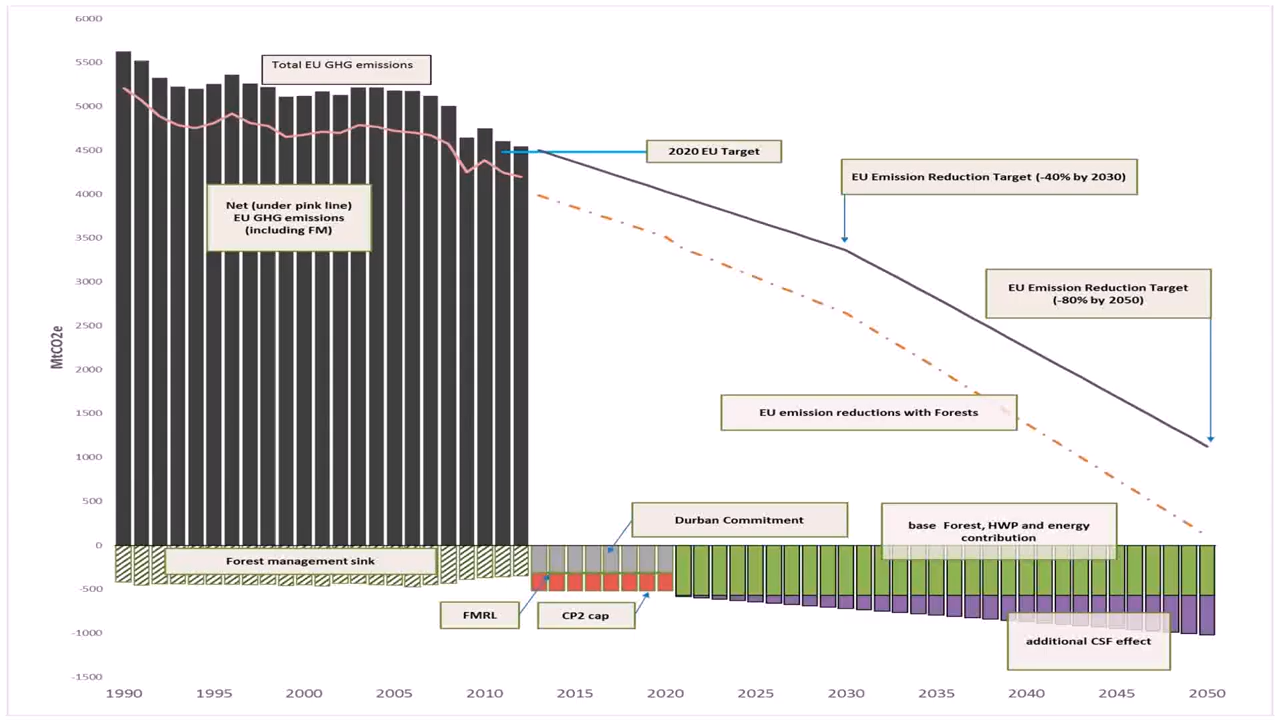 6000
5500
5000
4500
4000
3500
3000
2500
2000
1500
1000
500
0
-500
-1000
-1500
MtCO2e
Total EU GHG emissions
2020 EU Target
EU Emission Reduction Target (-40% by 2030)
Net (under pink line)
EU GHG emissions
(including FM)
EU Emission Reduction Target
(-80% by 2050)
EU emission reductions with Forests
Durban Commitment
base Forest, HWP and energy
contribution
Forest management sink
FMRL
CP2 cap
additional CSF effect
1990 1995 2000 2005 2010 2015 2020 2025 2030 2035 2040 2045 2050